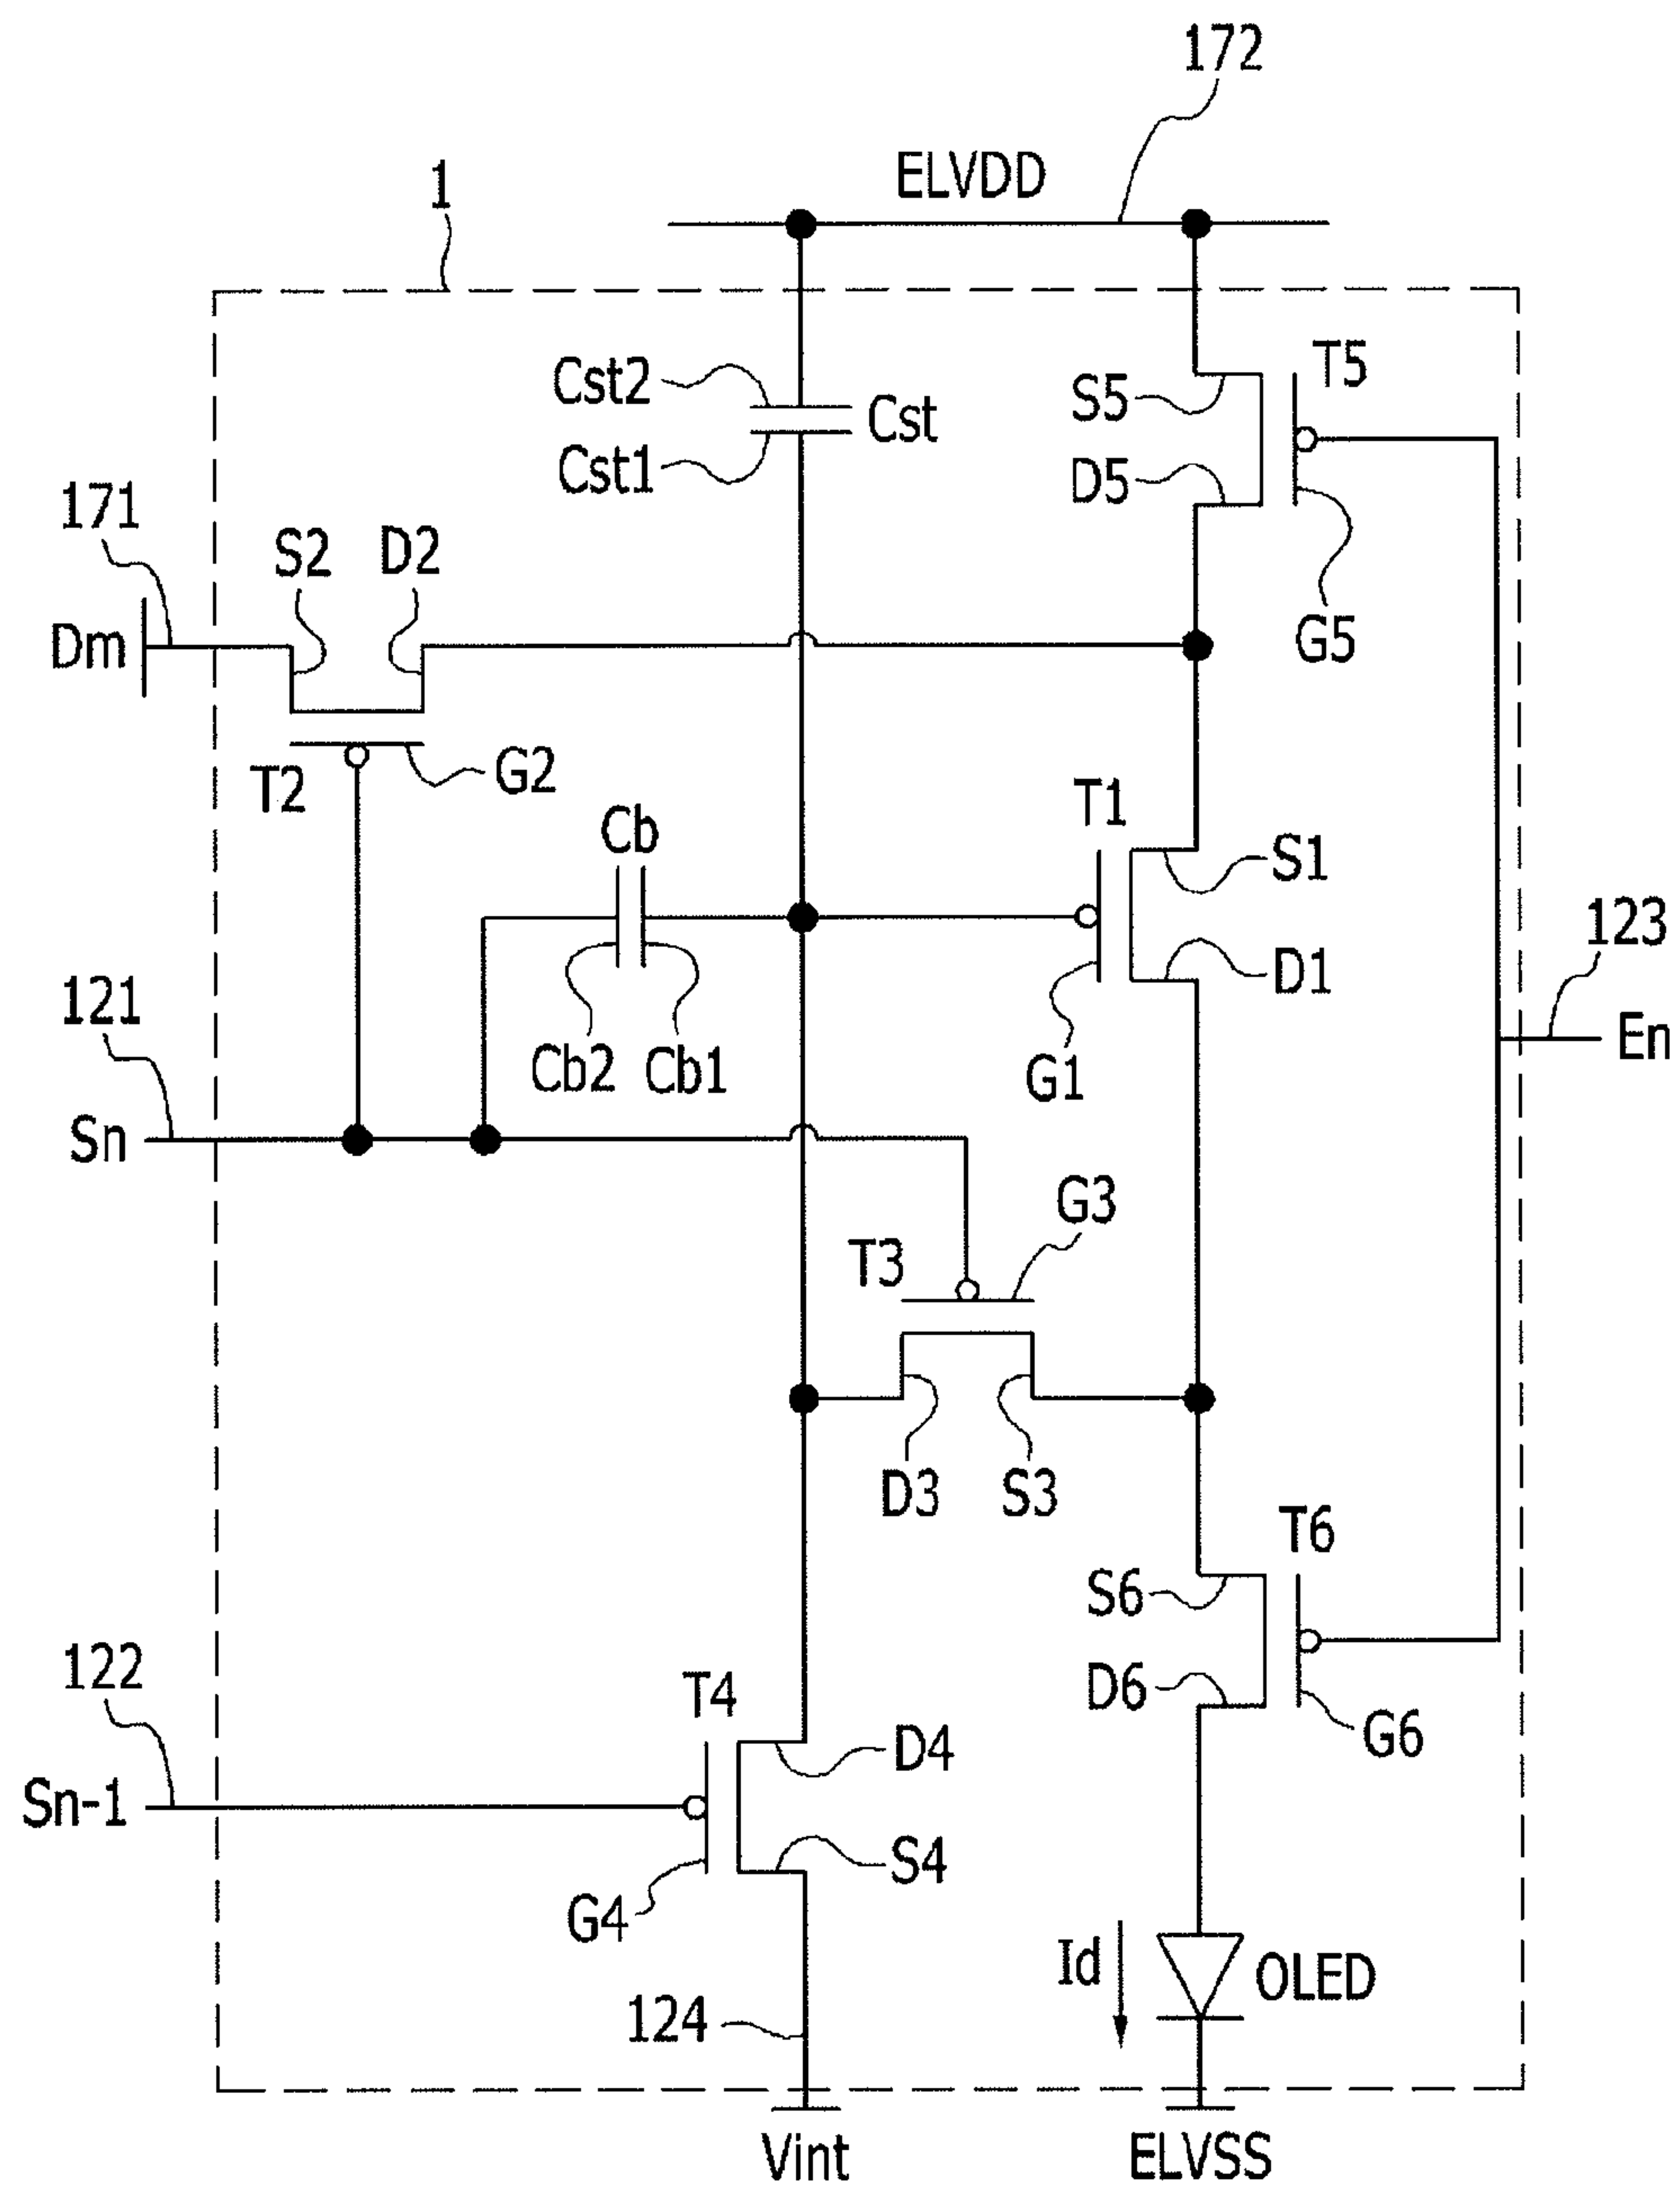 172
ELVDD
1
T5
Cst2
S5
Cst
Cst1
D5
171
S2
D2
G5
Dm
T2
G2
T1
Cb
S1
123
D1
121
En
Cb2
Cb1
G1
Sn
G3
T3
D3
S3
T6
S6
122
T4
D6
G6
D4
Sn-1
S4
G4
Id
OLED
124
Vint
ELVSS